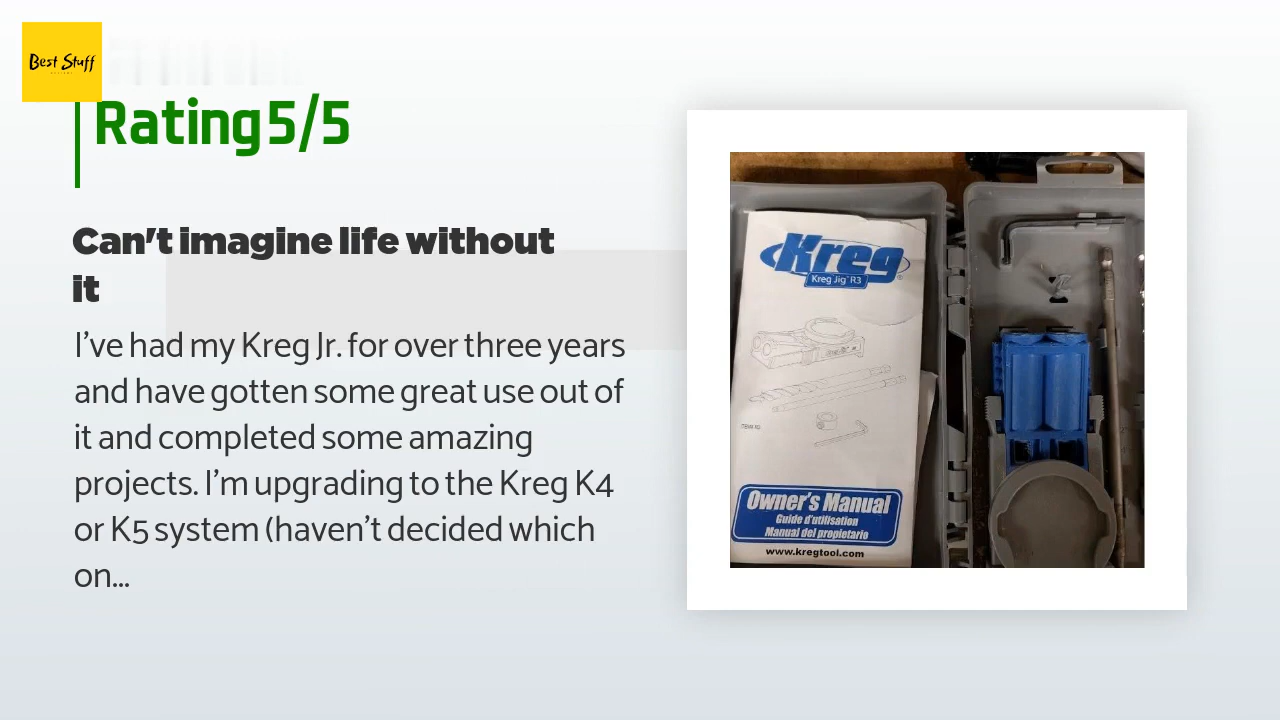 Best Stuff
Rating 5/5
Can't imagine life without
it
I've had my Kreg Jr. for over three years
and have gotten some great use out of
it and completed some amazing
projects. I'm upgrading to the Kreg K4
or K5 system (haven't decided which
on...
Kreg®
Kreg Jig® R3
Owner's Manual
Guide d'utilisation
Manual del propietario
www.kregtool.com